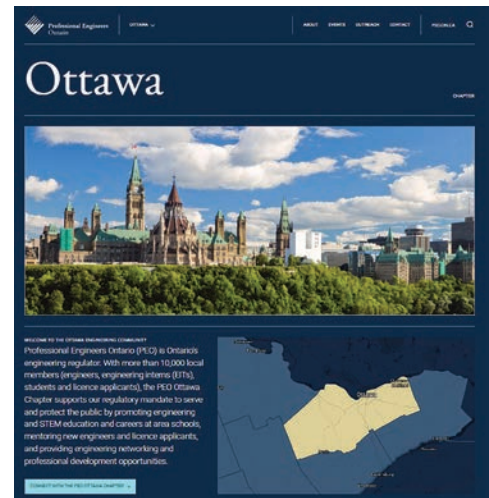 Professional Engineers
Ontario
OTTAWA
ABOUT EVENTS OUTREACH CONTACT
PEO.ON.CA
Ottawa
CHAPTER
WELCOME TO THE OTTAWA ENGINEERING COMMUNITY
Professional Engineers Ontario (PEO) is Ontario's
engineering regulator. With more than 10,000 local
members (engineers, engineering interns (EITs),
students and licence applicants), the PEO Ottawa
Chapter supports our regulatory mandate to serve
and protect the public by promoting engineering
and STEM education and careers at area schools,
mentoring new engineers and licence applicants,
and providing engineering networking and
professional development opportunities.
CONNECT WITH THE PEO OTTAWA CHAPTER
Ottawa